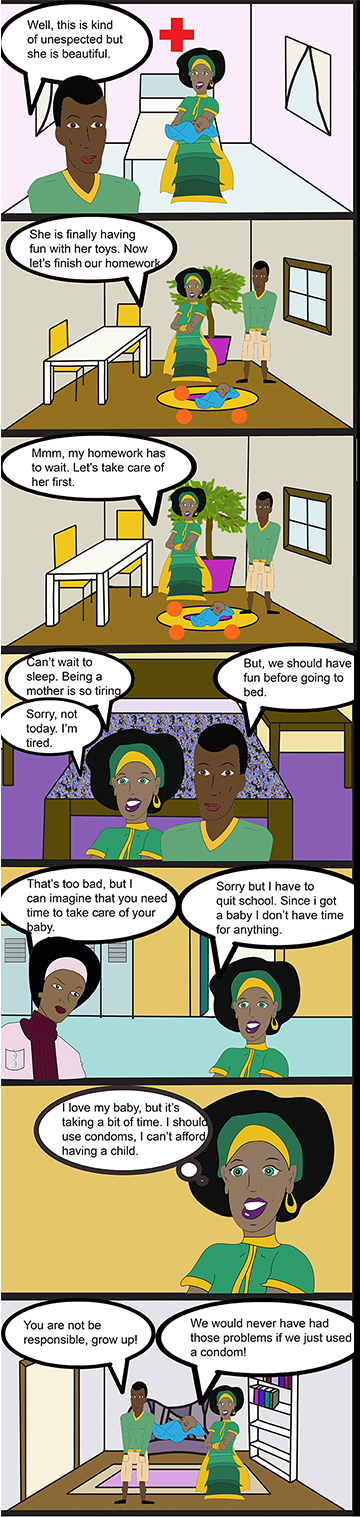 Well, this is kind
of unespected but
she is beautiful.
She is finally having
fun with her toys. Now
let's finish our homework
Mmm, my homework has
to wait. Let's take care of
her first.
Can't wait to
sleep. Being a
mother is so tiring
But, we should have
fun before going to
bed.
Sorry, not
today. I'm
tired.
That's too bad, but I
can imagine that you need
time to take care of your
baby.
Sorry but I have to
quit school. Since i got
a baby I don't have time
for anything.
I love my baby, but it's
taking a bit of time. I should
use condoms, I can't afford
having a child.
You are not be
responsible, grow up!
We would never have had
those problems if we just used
a condom!